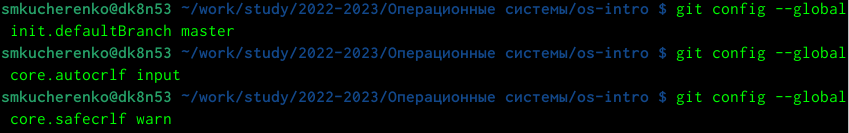 smkucherenko@dk8n53 ~/work/study/2022-2023/Операционные системы/os-intro $ git config --global
init.defaultBranch master
smkucherenko@dk8n53 ~/work/study/2022-2023/Операционные системы/os-intro $ git config --global
core.autocrlf input
smkucherenko@dk8n53 ~/work/study/2022-2023/Операционные системы/os-intro $ git config --global
core.safecrlf warn